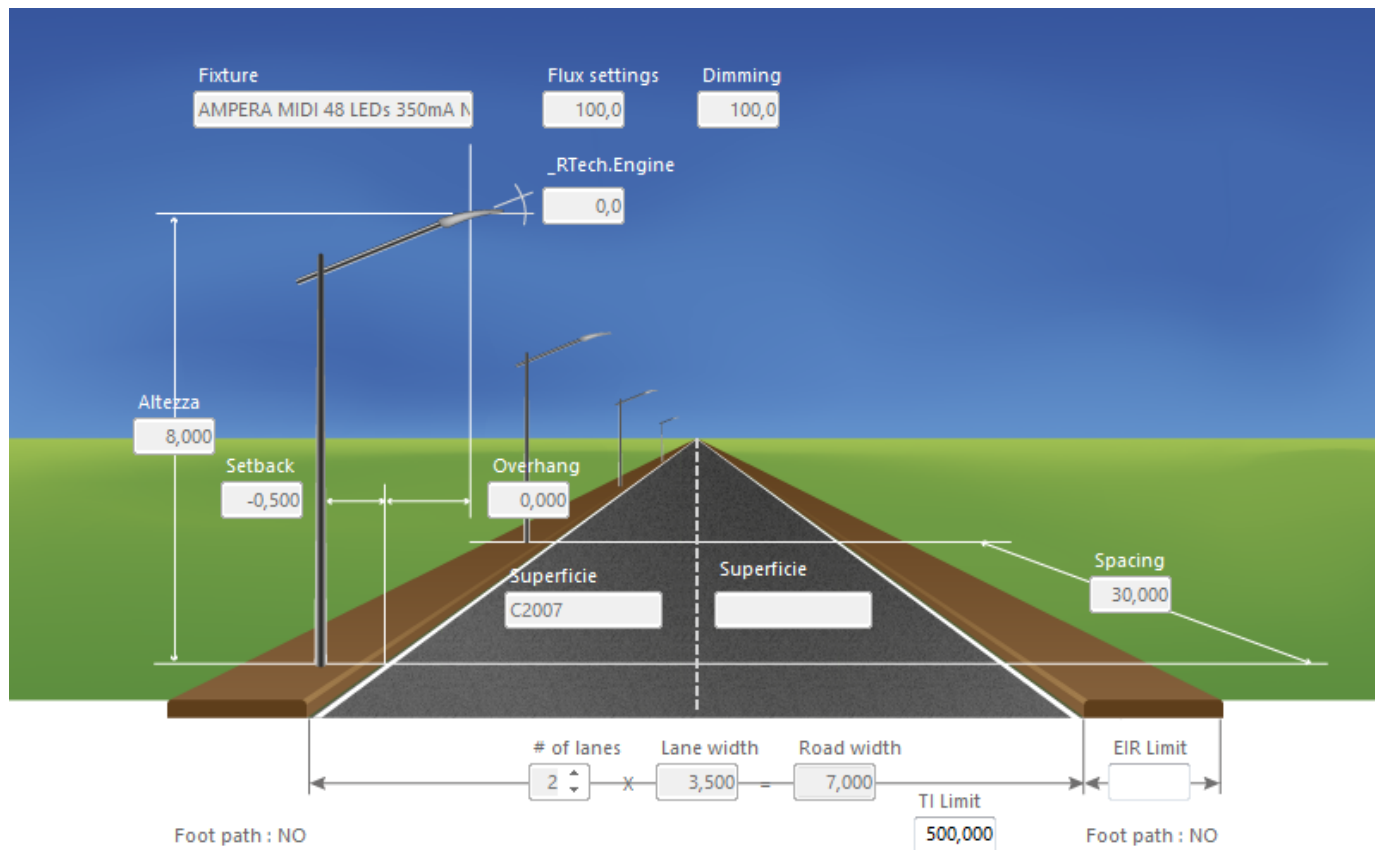 Fixture Flux settings Dimming
AMPERA MIDI 48 LEDs 350mA N 100,0 100,0
_RTech.Engine
0,0
Altezza
8,000
Setback Overhang
-0,500 0,000
Spacing
30,000
Superficie Superficie
C2007
# of lanes Lane width Road width EIR Limit
2 X 3,500 = 7,000
TI Limit
500,000
Foot path : NO Foot path : NO